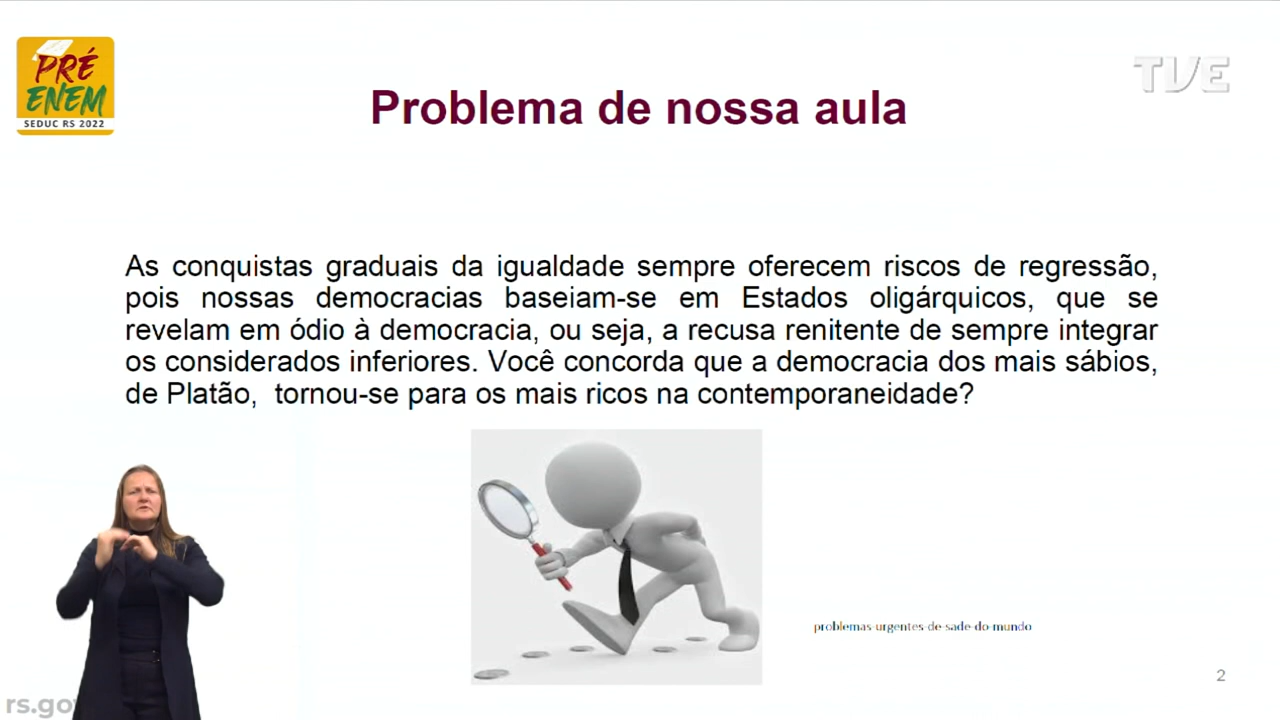 PRÉ
ENEM
SEDUC RS 2022
TVE
Problema de nossa aula
As conquistas graduais da igualdade sempre oferecem riscos de regressão,
pois nossas democracias baseiam-se em Estados oligárquicos, que se
revelam em ódio à democracia, ou seja, a recusa renitente de sempre integrar
os considerados inferiores. Você concorda que a democracia dos mais sábios,
de Platão, tornou-se para os mais ricos na contemporaneidade?
problemas-urgentes-de-sade-do-mundo
2
rs.gov